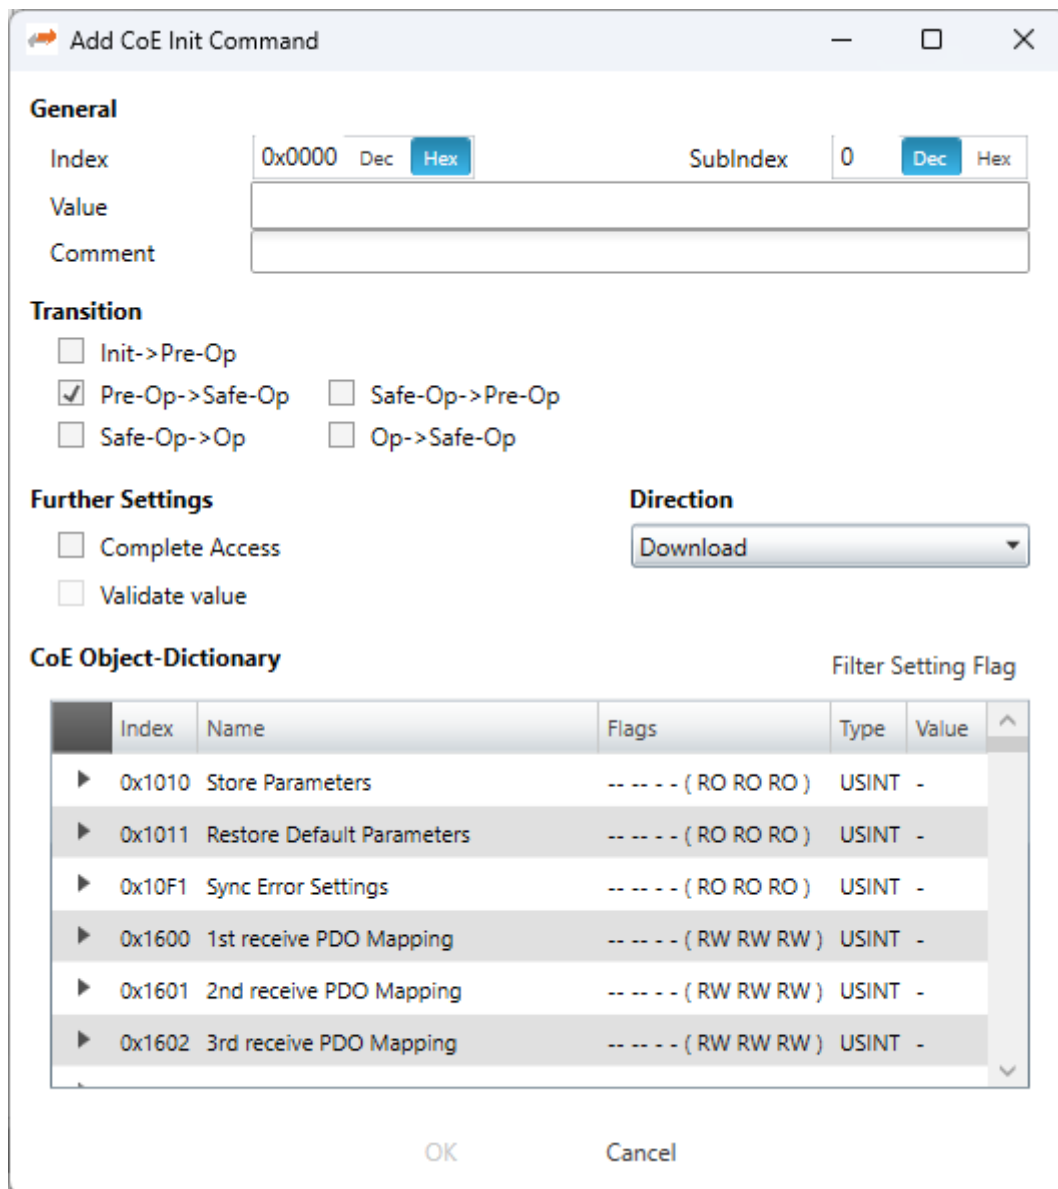 Add CoE Init Command
General
Index 0x0000 Dec Hex SubIndex 0 Dec Hex
Value
Comment
Transition
Init->Pre-Op
Pre-Op->Safe-Op Safe-Op->Pre-Op
Safe-Op->Op Op->Safe-Op
Further Settings Direction
Complete Access Download
Validate value
CoE Object-Dictionary Filter Setting Flag
Index Name Flags Type Value
0x1010 Store Parameters -- -- - - ( RO RO RO ) USINT -
0x1011 Restore Default Parameters -- -- - - ( RO RO RO ) USINT -
0x10F1 Sync Error Settings -- -- - - ( RO RO RO ) USINT -
0x1600 1st receive PDO Mapping -- -- - - ( RW RW RW ) USINT -
0x1601 2nd receive PDO Mapping -- -- - - ( RW RW RW ) USINT -
0x1602 3rd receive PDO Mapping -- -- - - ( RW RW RW ) USINT -
OK Cancel